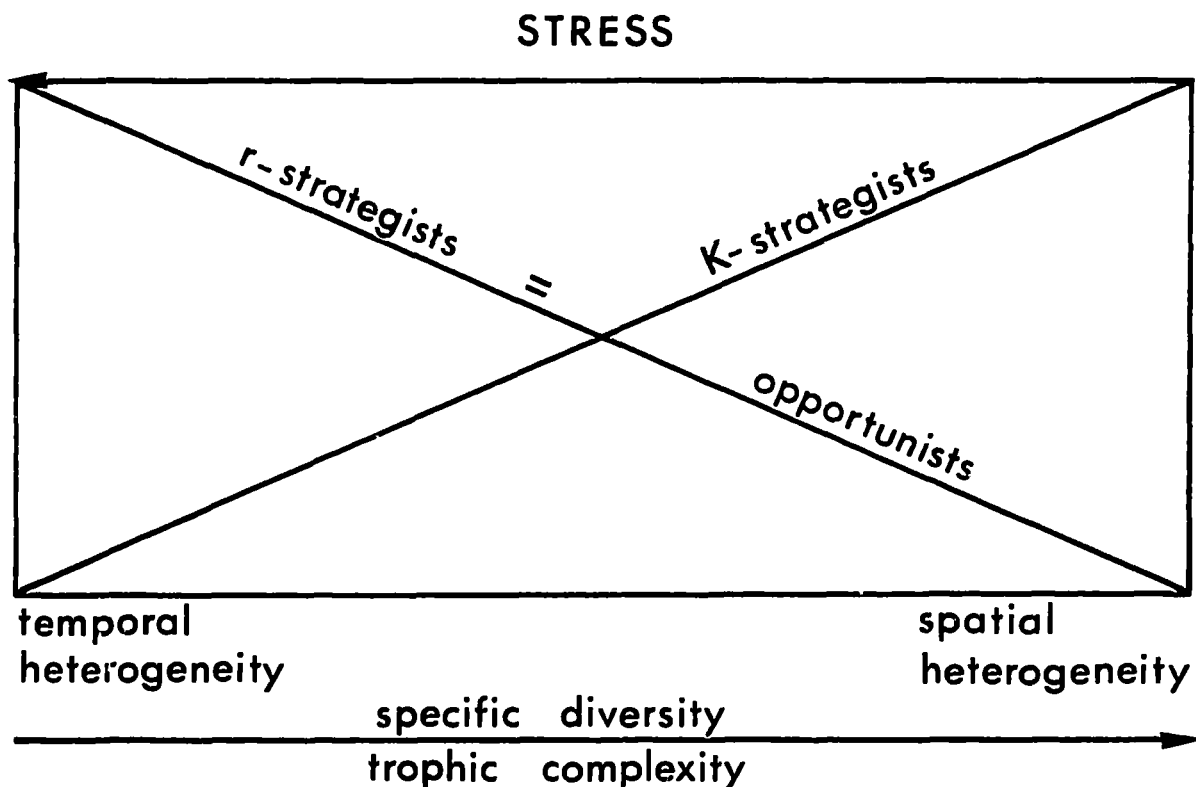 STRESS
r-strategists
=
K-strategists
opportunists
temporal
heterogeneity
spatial
heterogeneity
specific diversity
trophic complexity